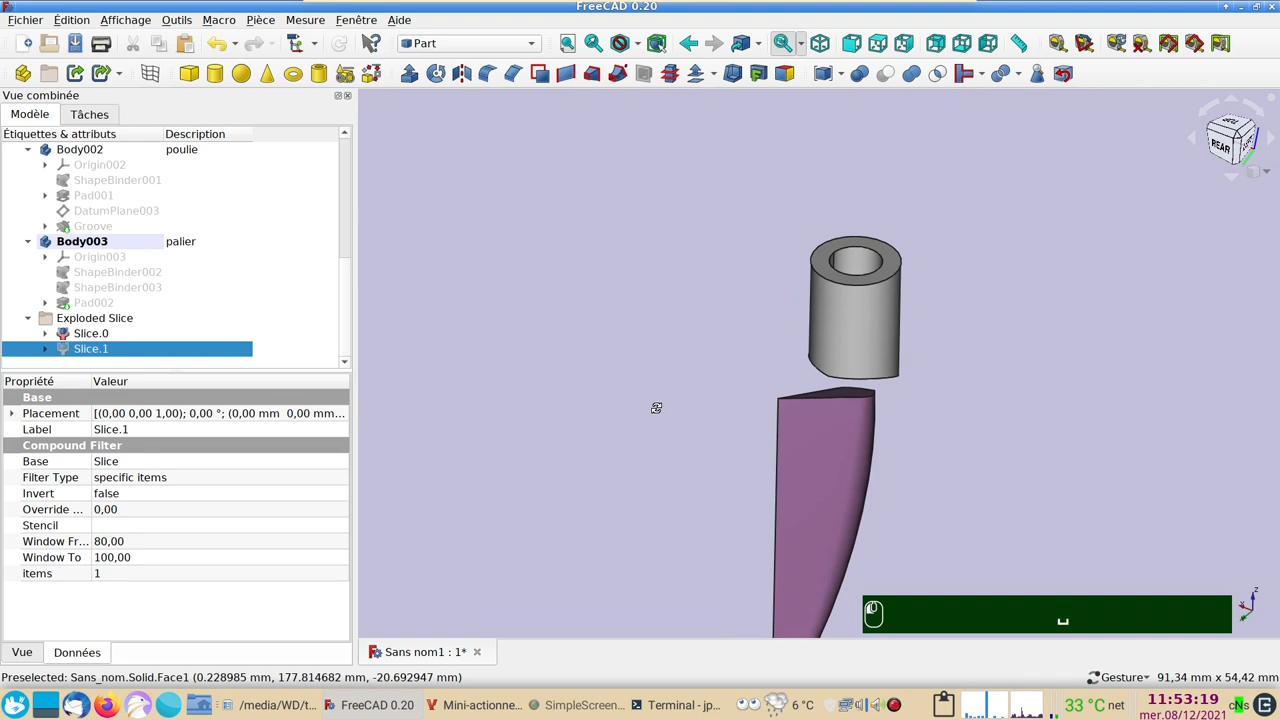 FreeCAD 0.20
Fichier Édition Affichage Outils Macro Pièce Mesure Fenêtre Aide
Part
Vue combinée
Modèle Tâches
Étiquettes & attributs Description
Body002 poulie
Origin002
ShapeBinder001
Pad001
DatumPlane003
Groove
Body003 palier
Origin003
ShapeBinder002
ShapeBinder003
Pad002
Exploded Slice
Slice.0
Slice.1
REAR
Propriété Valeur
Base
Placement [(0,00 0,00 1,00); 0,00 °; (0,00 mm 0,00 mm...
Label Slice.1
Compound Filter
Base Slice
Filter Type specific items
Invert false
Override ... 0,00
Stencil
Window Fr... 80,00
Window To 100,00
items 1
Vue Données
Sans nom1 : 1*
Preselected: Sans_nom.Solid.Face1 (0.228985 mm, 177.814682 mm, -20.692947 mm)
Gesture 91,34 mm x 54,42 mm
/media/WD/t... FreeCAD 0.20 Minectionne... SimpleScreen... Terminal - jp... 6 °C 33 °C net 11:53:19
mer.08/12/2021